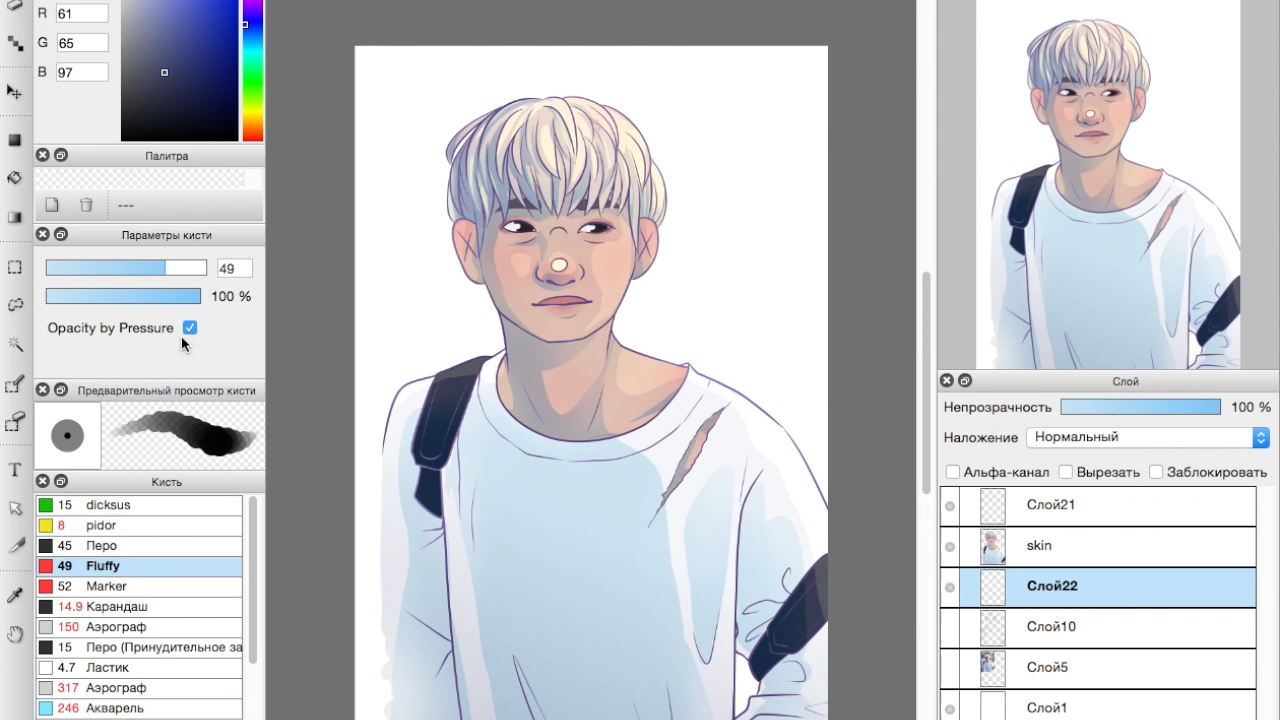 R 61
G 65
B 97
Палитра
---
Параметры кисти
49
100 %
Opacity by Pressure
Предварительный просмотр кисти
Кисть
15 dicksus
8 pidor
45 Перо
49 Fluffy
52 Marker
14.9 Карандаш
150 Аэрограф
15 Перо (Принудительное за
4.7 Ластик
317 Аэрограф
246 Акварель
T
Слой
Непрозрачность 100 %
Наложение Нормальный
Альфа-канал Вырезать Заблокировать
Слой21
skin
Слой22
Слой10
Слой5
Слой1